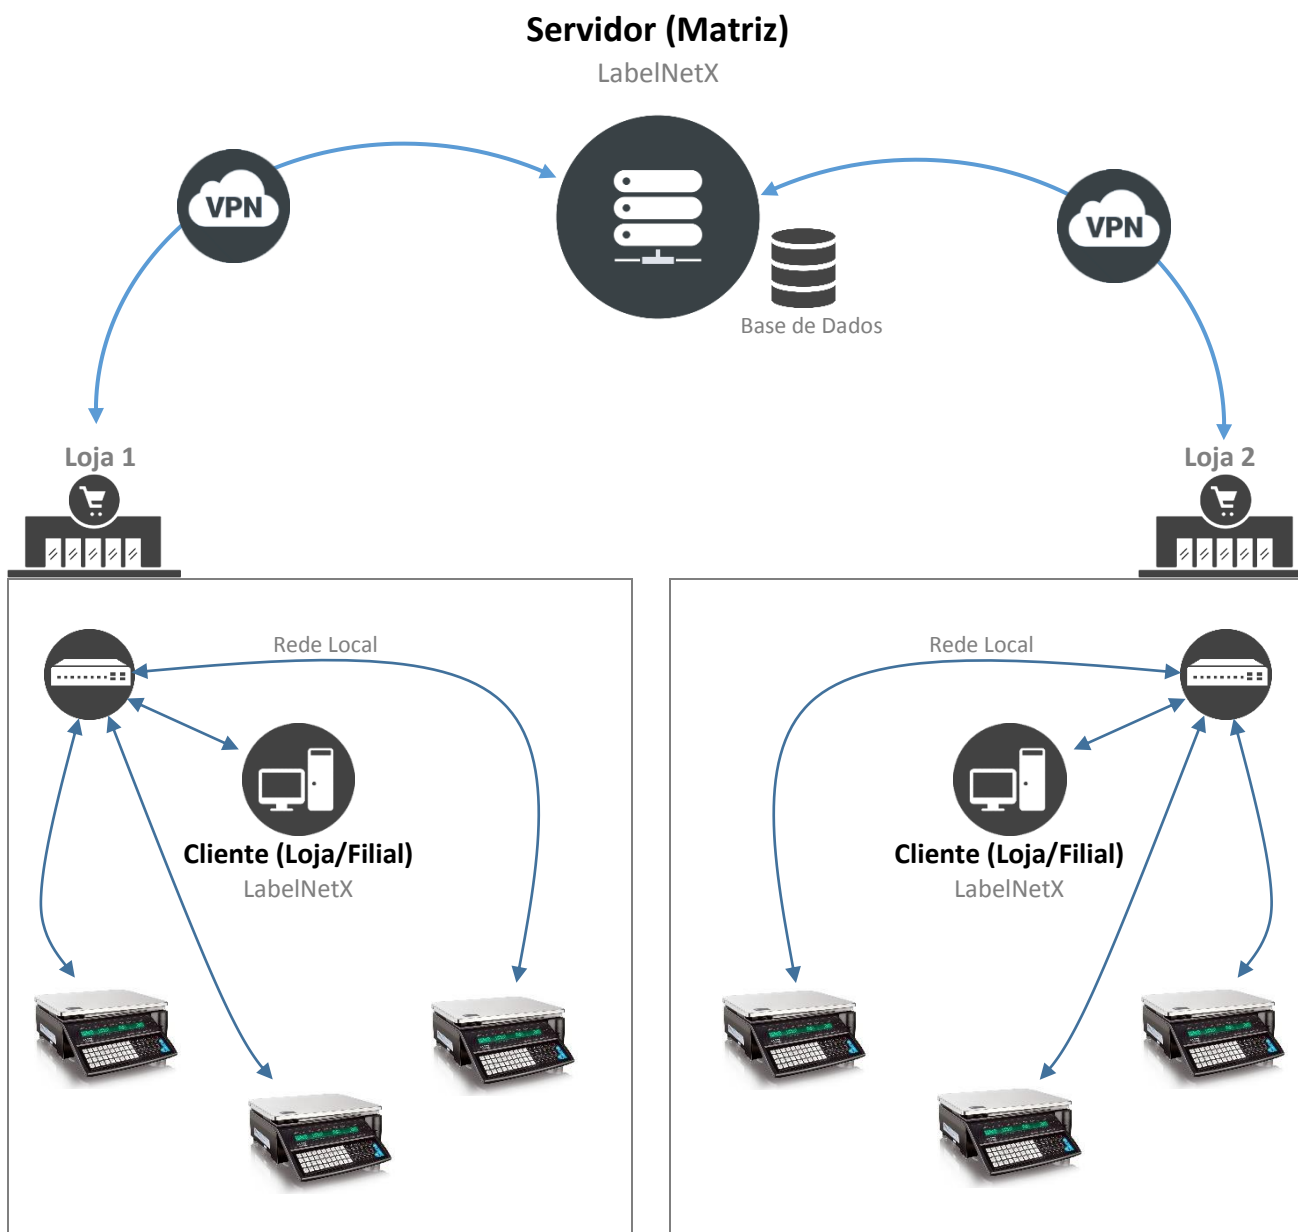 Servidor (Matriz)
LabelNetX
VPN
VPN
Base de Dados
Loja 1
Loja 2
Rede Local
Rede Local
Cliente (Loja/Filial)
LabelNetX
Cliente (Loja/Filial)
LabelNetX